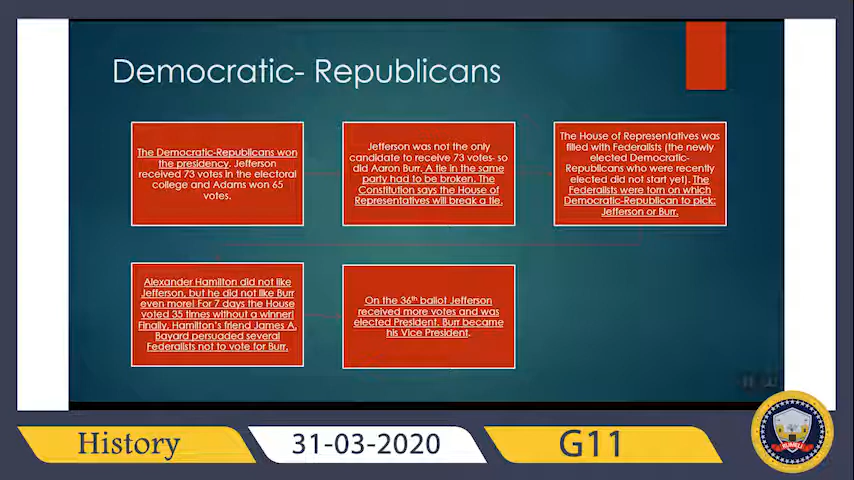 Democratic- Republicans
The Democratic-Republicans won
the presidency. Jefferson
received 73 votes in the electoral
college and Adams won 65
votes.
Jefferson was not the only
candidate to receive 73 votes- so
did Aaron Burr. A tie in the same
party had to be broken. The
Constitution says the House of
Representatives will break a tie.
The House of Representatives was
filled with Federalists (the newly
elected Democratic-
Republicans who were recently
elected did not start yet). The
Federalists were torn on which
Democratic-Republican to pick:
Jefferson or Burr.
Alexander Hamilton did not like
Jefferson, but he did not like Burr
even more! For 7 days the House
voted 35 times without a winner!
Finally, Hamilton's friend James A.
Bayard persuaded several
Federalists not to vote for Burr.
On the 36th ballot Jefferson
received more votes and was
elected President. Burr became
his Vice President.
History
31-03-2020
G11